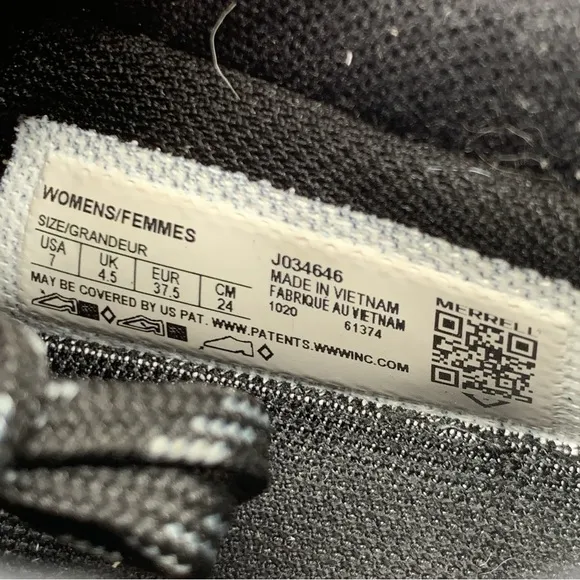 WOMENS/FEMMES
SIZE/GRANDEUR
USA UK EUR CM
7 4.5 37.5 24
MAY BE COVERED BY US PAT. WWW.PATENTS.WWWINC.COM
J034646
MADE IN VIETNAM
FABRIQUÉ AU VIETNAM
1020 61374
MERRELL